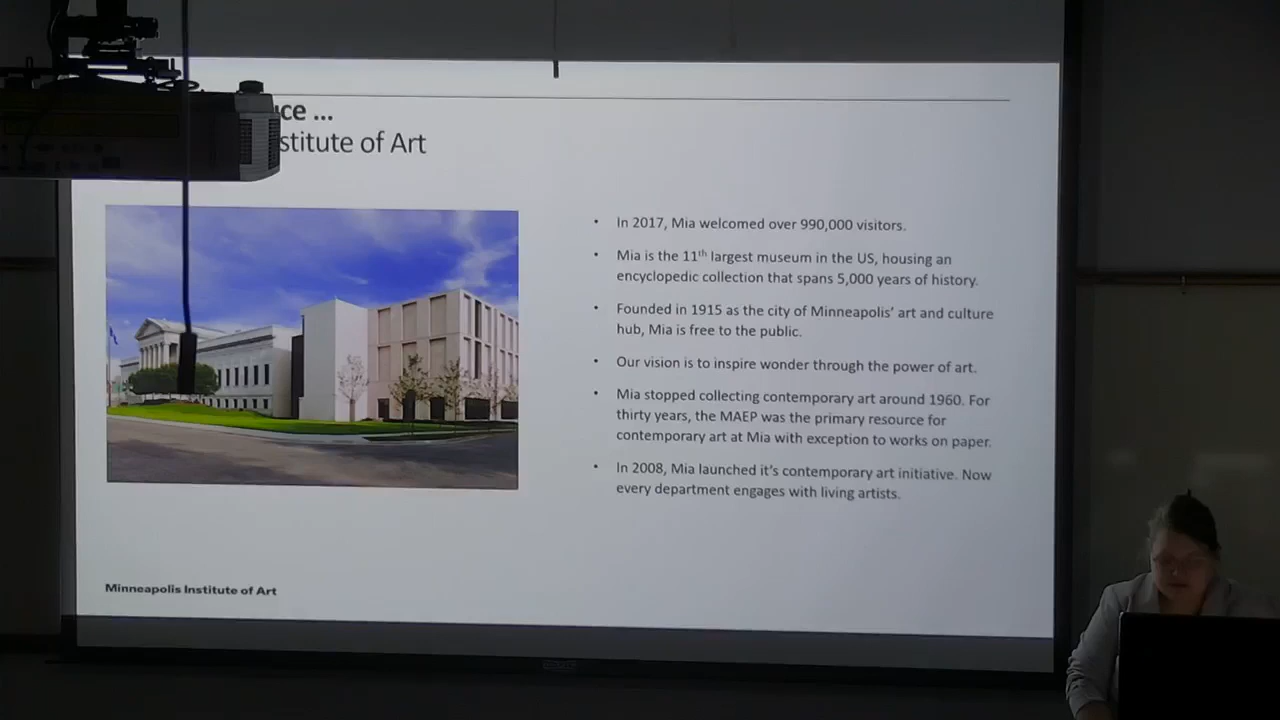 ...
stitute of Art
• In 2017, Mia welcomed over 990,000 visitors.
• Mia is the 11th largest museum in the US, housing an
encyclopedic collection that spans 5,000 years of history.
• Founded in 1915 as the city of Minneapolis’ art and culture
hub, Mia is free to the public.
• Our vision is to inspire wonder through the power of art.
• Mia stopped collecting contemporary art around 1960. For
thirty years, the MAEP was the primary resource for
contemporary art at Mia with exception to works on paper.
• In 2008, Mia launched it’s contemporary art initiative. Now
every department engages with living artists.
Minneapolis Institute of Art